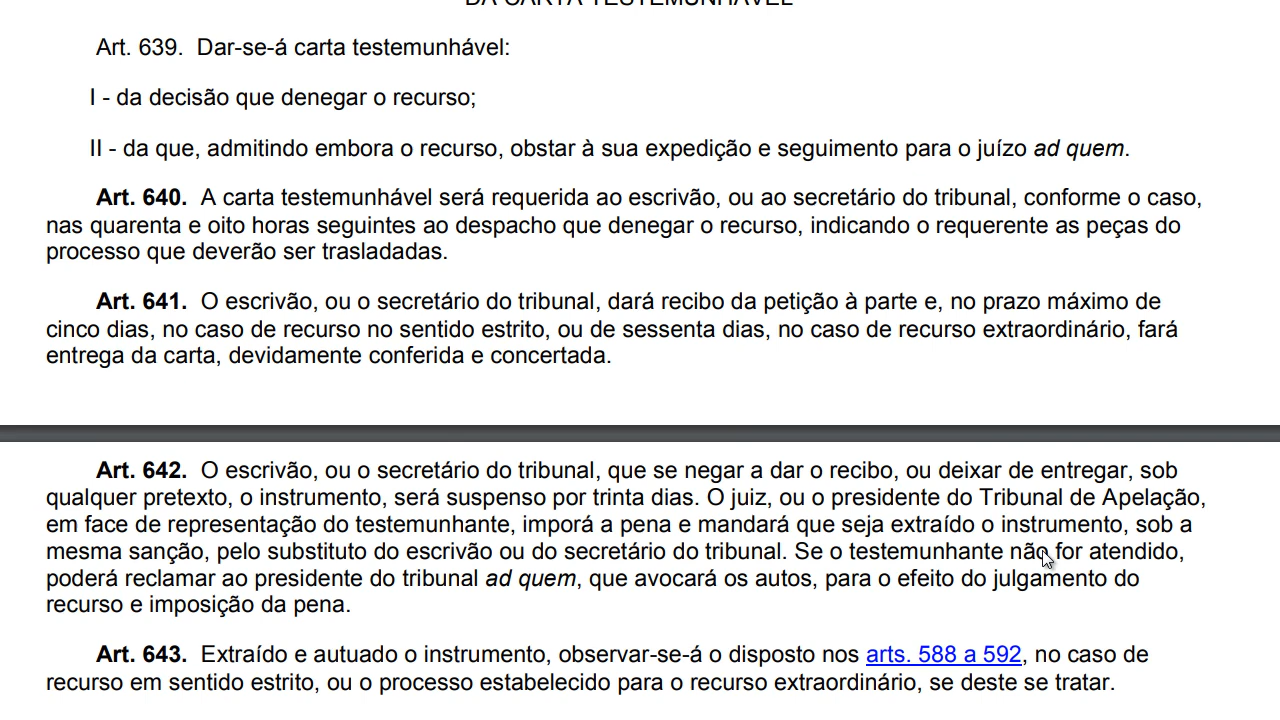 DA CARTA TESTEMUNHÁVEL
Art. 639.  Dar-se-á carta testemunhável:
I - da decisão que denegar o recurso;
II - da que, admitindo embora o recurso, obstar à sua expedição e seguimento para o juízo ad quem.
Art. 640.  A carta testemunhável será requerida ao escrivão, ou ao secretário do tribunal, conforme o caso,
nas quarenta e oito horas seguintes ao despacho que denegar o recurso, indicando o requerente as peças do
processo que deverão ser trasladadas.
Art. 641.  O escrivão, ou o secretário do tribunal, dará recibo da petição à parte e, no prazo máximo de
cinco dias, no caso de recurso no sentido estrito, ou de sessenta dias, no caso de recurso extraordinário, fará
entrega da carta, devidamente conferida e concertada.
Art. 642.  O escrivão, ou o secretário do tribunal, que se negar a dar o recibo, ou deixar de entregar, sob
qualquer pretexto, o instrumento, será suspenso por trinta dias. O juiz, ou o presidente do Tribunal de Apelação,
em face de representação do testemunhante, imporá a pena e mandará que seja extraído o instrumento, sob a
mesma sanção, pelo substituto do escrivão ou do secretário do tribunal. Se o testemunhante não for atendido,
poderá reclamar ao presidente do tribunal ad quem, que avocará os autos, para o efeito do julgamento do
recurso e imposição da pena.
Art. 643.  Extraído e autuado o instrumento, observar-se-á o disposto nos arts. 588 a 592, no caso de
recurso em sentido estrito, ou o processo estabelecido para o recurso extraordinário, se deste se tratar.